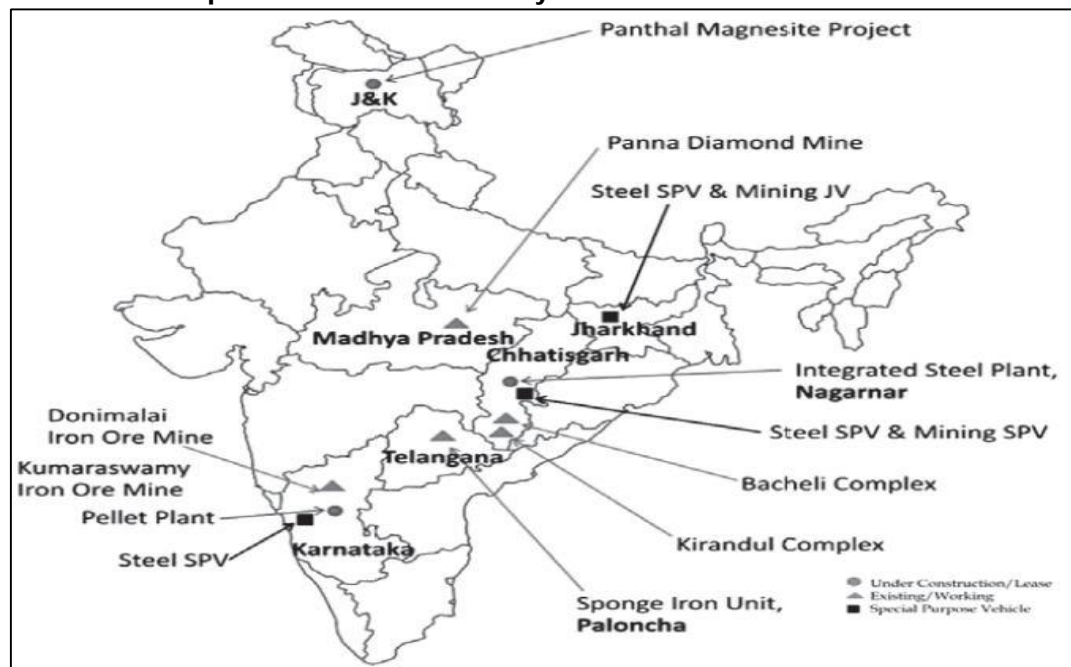 Panthal Magnesite Project
J&K
Panna Diamond Mine
Steel SPV & Mining JV
Madhya Pradesh
Jharkhand
Chhatisgarh
Integrated Steel Plant,
Nagarnar
Donimalai
Iron Ore Mine
Steel SPV & Mining SPV
Kumaraswamy
Iron Ore Mine
Telangana
Bacheli Complex
Pellet Plant
Steel SPV
Karnataka
Kirandul Complex
Sponge Iron Unit,
Paloncha
Under Construction/Lease
Existing/Working
Special Purpose Vehicle